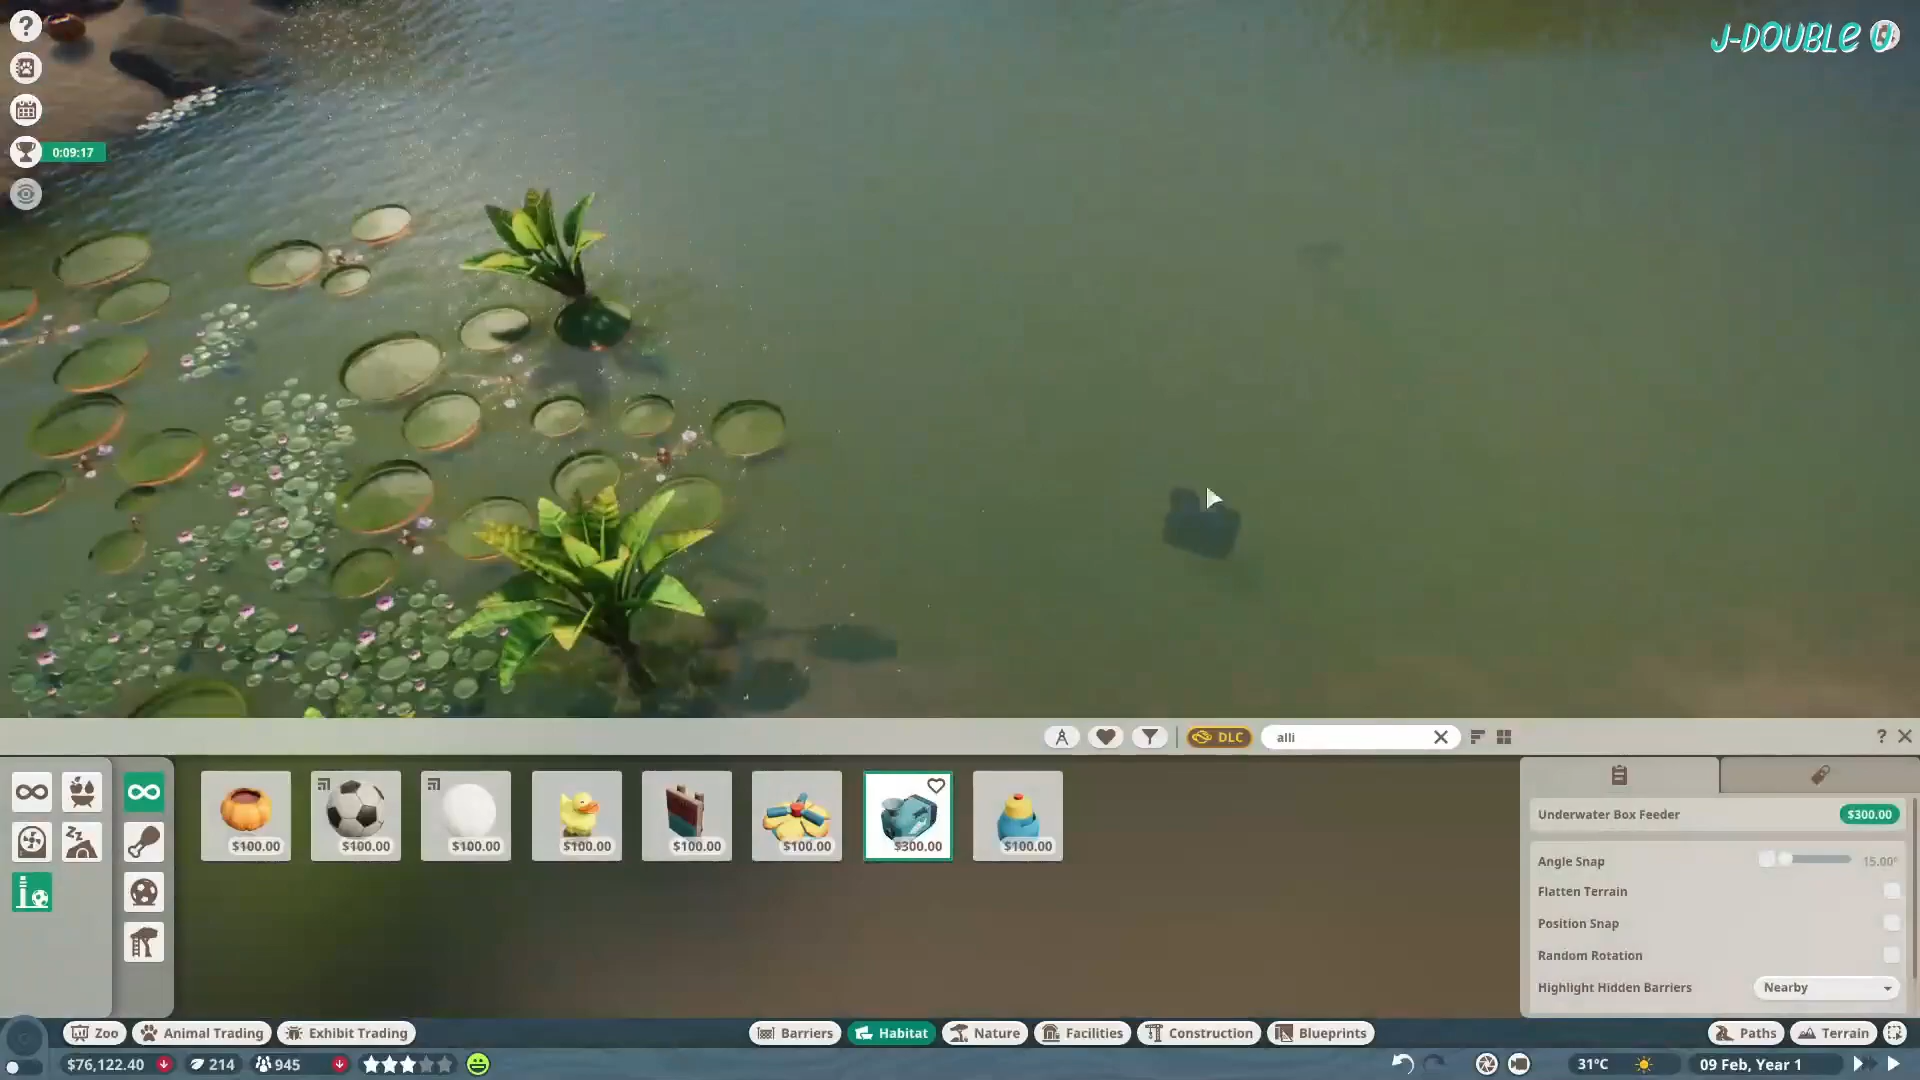 J-DOUBLE U
0:09:17
DLC
alli
$100.00
$100.00
$100.00
$100.00
$100.00
$100.00
$300.00
$100.00
Underwater Box Feeder
$300.00
Angle Snap
15.00°
Flatten Terrain
Position Snap
Random Rotation
Highlight Hidden Barriers
Nearby
Zoo
Animal Trading
Exhibit Trading
Barriers
Habitat
Nature
Facilities
Construction
Blueprints
Paths
Terrain
$76,122.40
214
945
31°C
09 Feb, Year 1